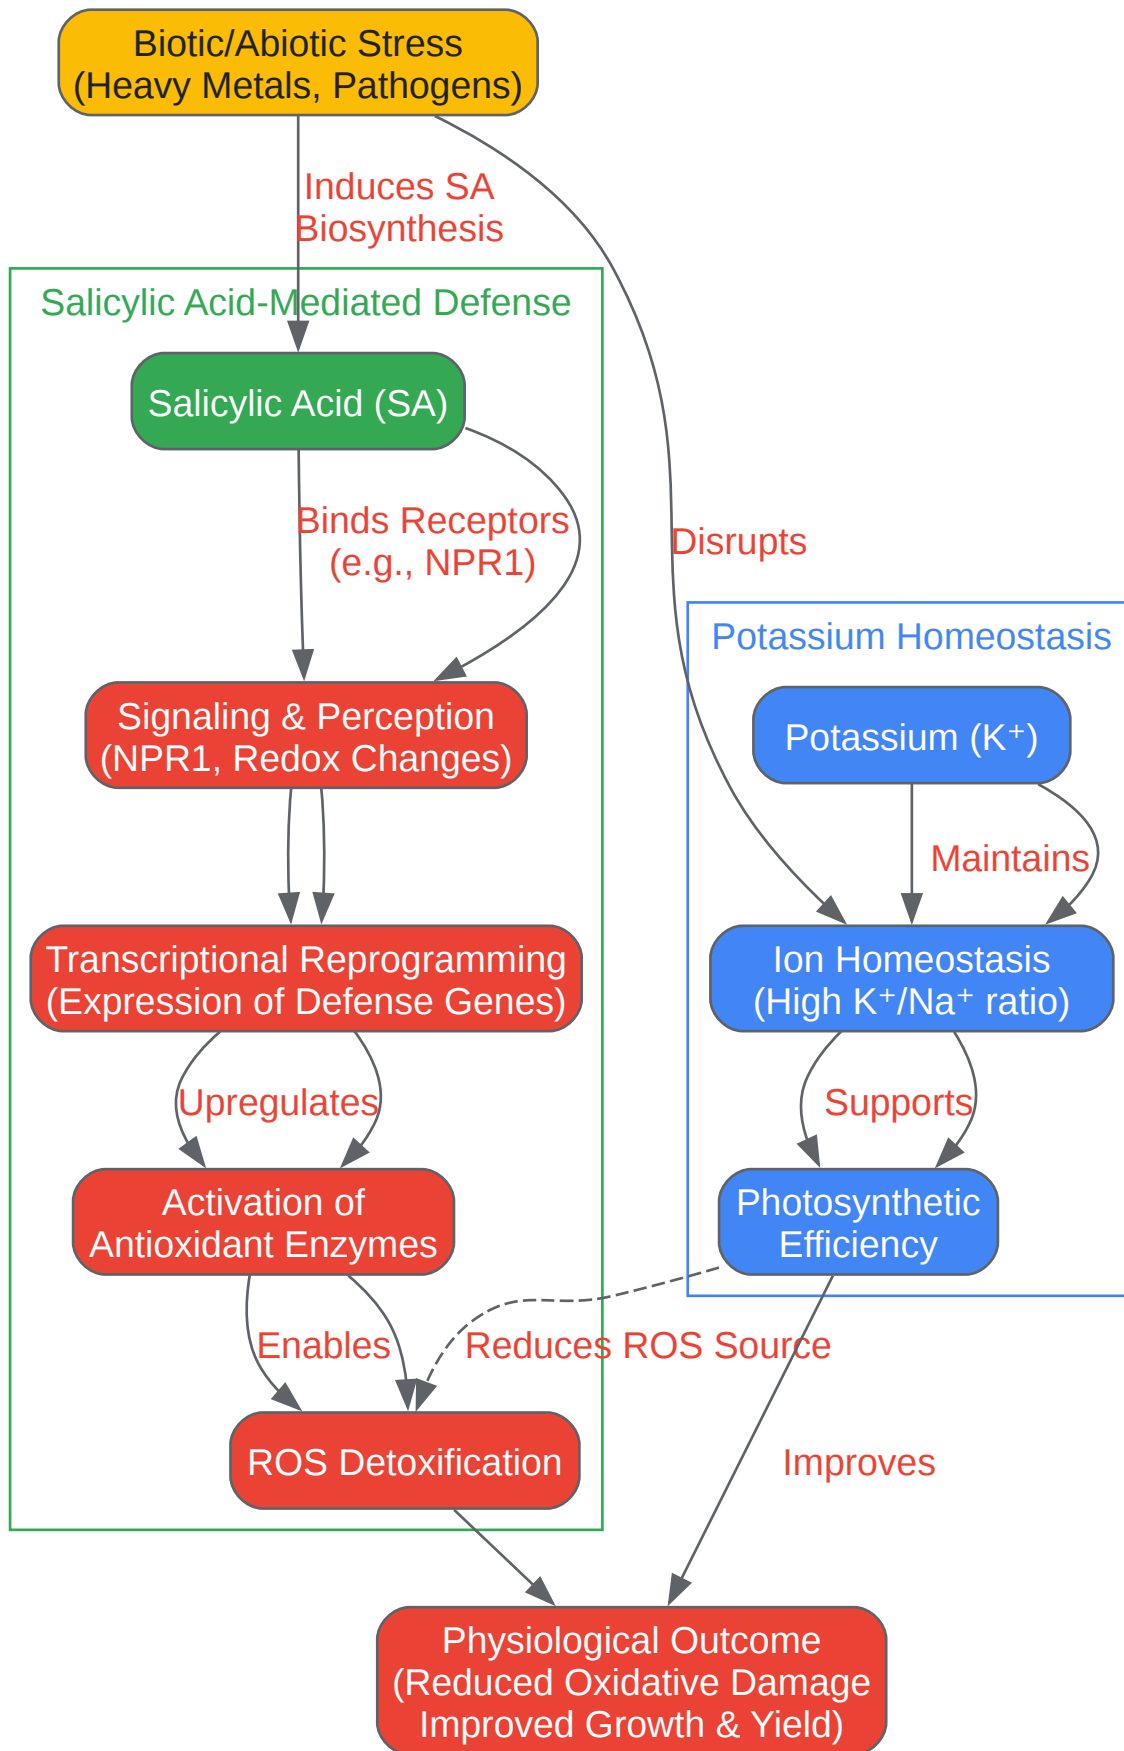 Biotic/Abiotic Stress
(Heavy Metals, Pathogens)
Induces SA
Biosynthesis
Salicylic Acid-Mediated Defense
Salicylic Acid (SA)
Binds Receptors
(e.g., NPR1)
Disrupts
Potassium Homeostasis
Signaling & Perception
(NPR1, Redox Changes)
Potassium (K⁺)
Maintains
Transcriptional Reprogramming
(Expression of Defense Genes)
Ion Homeostasis
(High K⁺/Na⁺ ratio)
Upregulates
Supports
Activation of
Antioxidant Enzymes
Photosynthetic
Efficiency
Enables
Reduces ROS Source
ROS Detoxification
Improves
Physiological Outcome
(Reduced Oxidative Damage
Improved Growth & Yield)